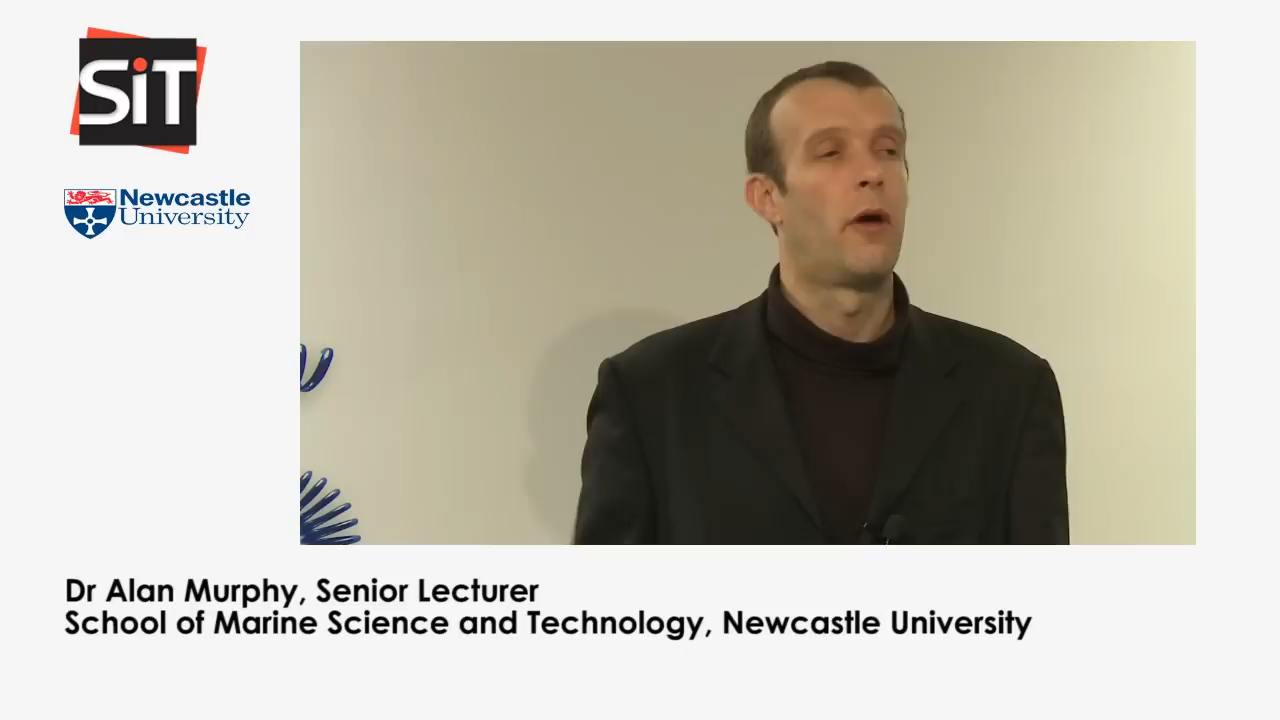 SiT
Newcastle
University
Dr Alan Murphy, Senior Lecturer
School of Marine Science and Technology, Newcastle University